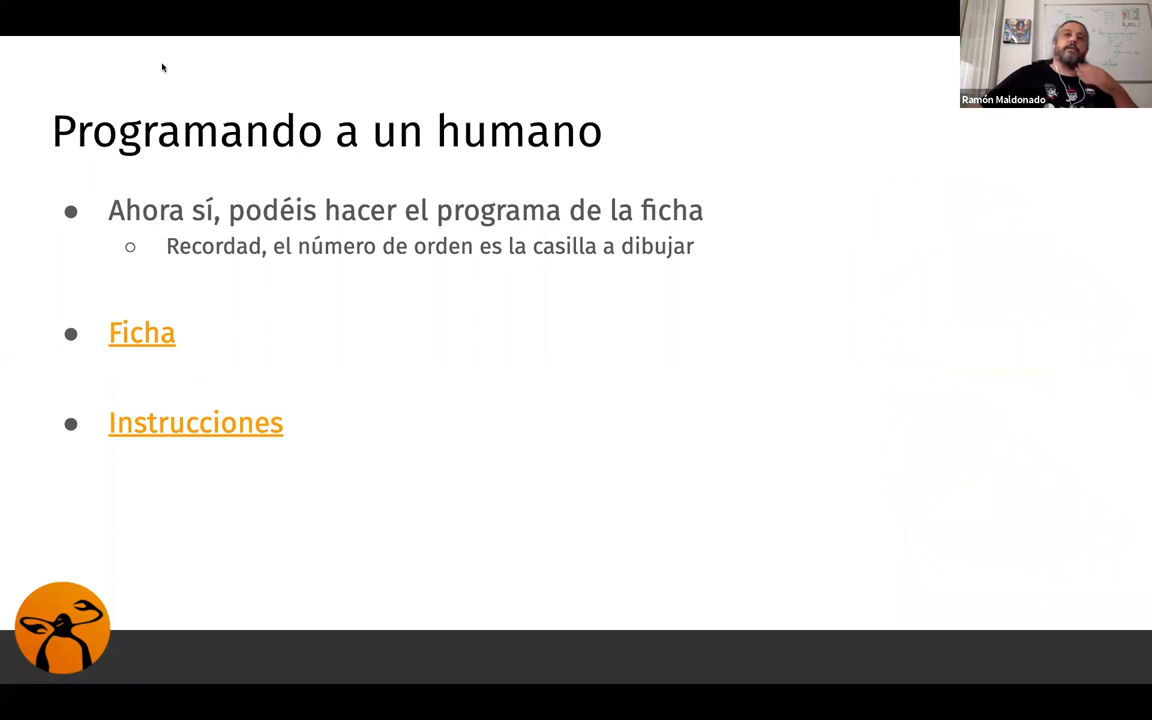 Ramón Maldonado
Programando a un humano
Ahora sí, podéis hacer el programa de la ficha
Recordad, el número de orden es la casilla a dibujar
Ficha
Instrucciones